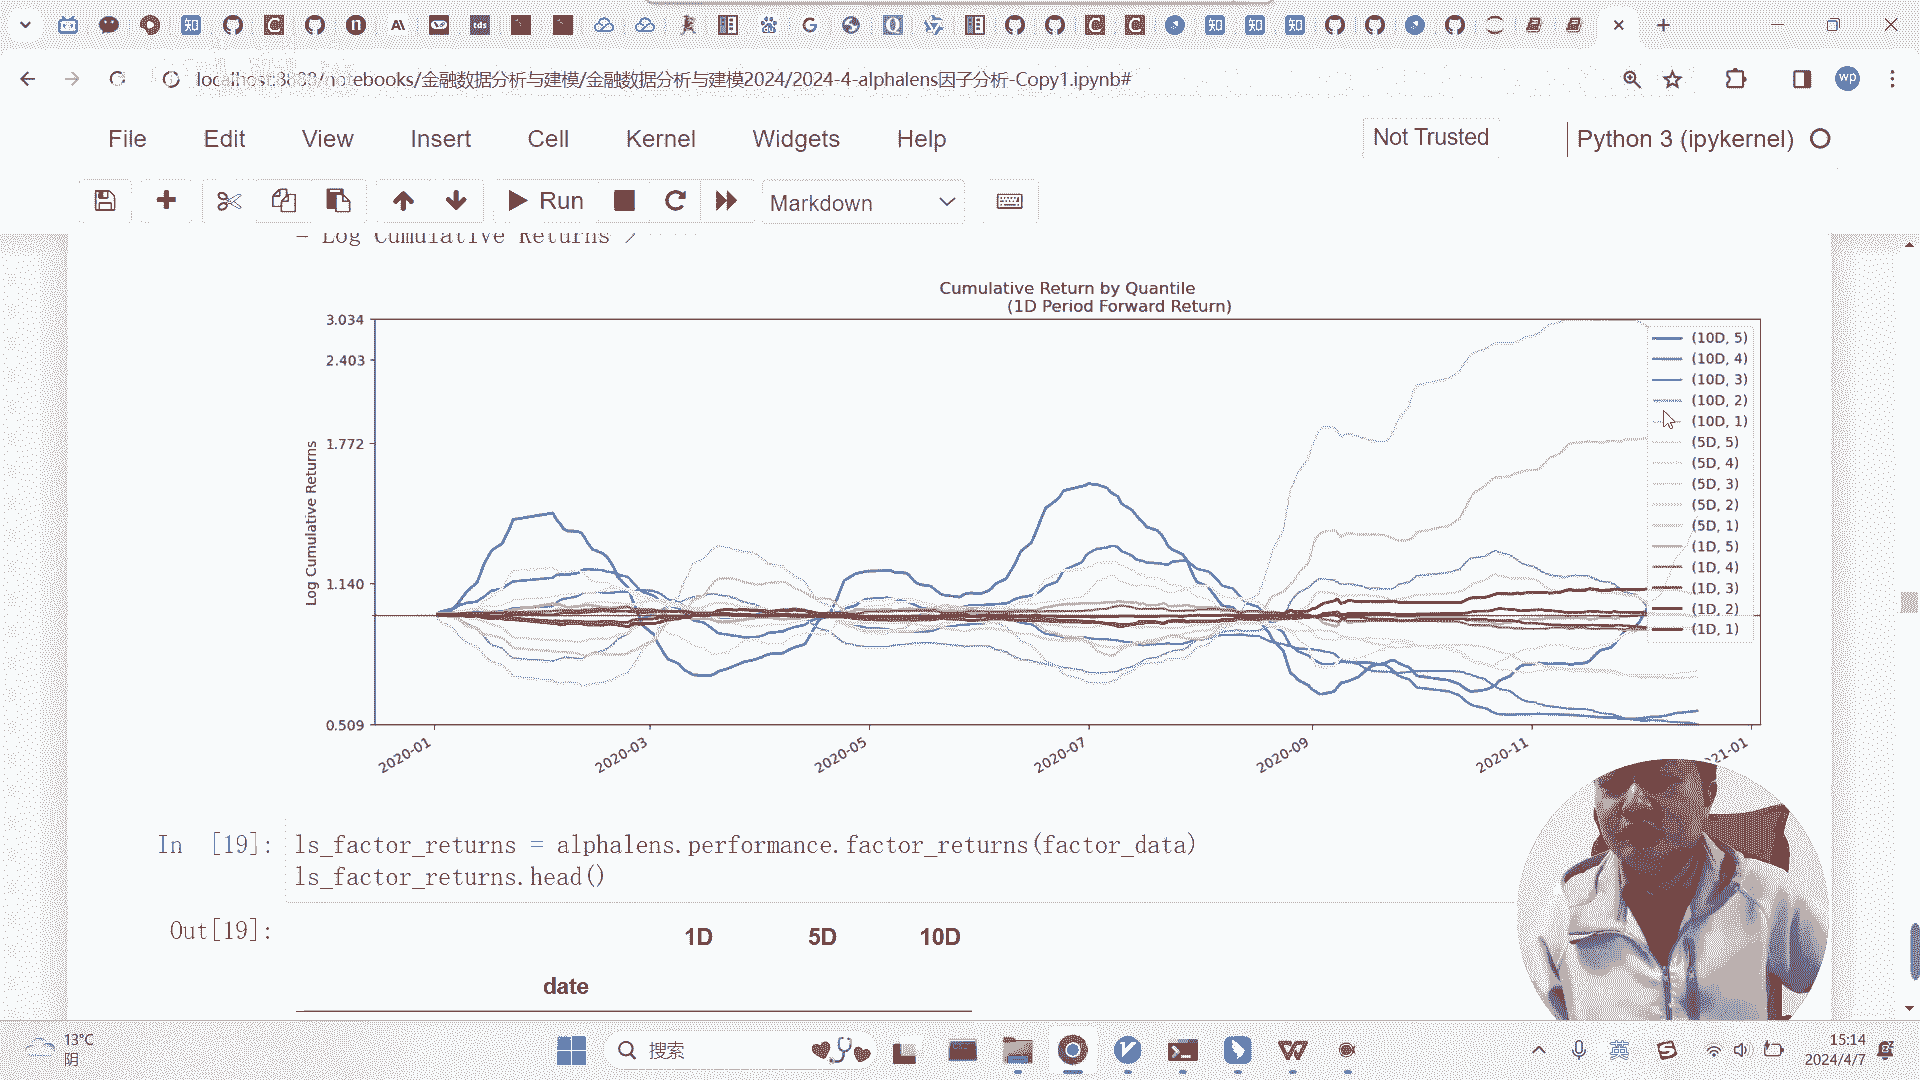 localhost:8888/notebooks/金融数据分析与建模/金融数据分析与建模2024/2024-4-alphalens因子分析-Copy1.ipynb#
wp
File Edit View Insert Cell Kernel Widgets Help
Not Trusted
Python 3 (ipykernel)
Run
Markdown
= Log Cumulative Returns /
Cumulative Return by Quantile
(1D Period Forward Return)
Log Cumulative Returns
3.034
2.403
1.772
1.140
0.509
(10D, 5)
(10D, 4)
(10D, 3)
(10D, 2)
(10D, 1)
(5D, 5)
(5D, 4)
(5D, 3)
(5D, 2)
(5D, 1)
(1D, 5)
(1D, 4)
(1D, 3)
(1D, 2)
(1D, 1)
2020-01
2020-03
2020-05
2020-07
2020-09
2020-11
21-01
In [19]:
ls_factor_returns = alphalens.performance.factor_returns(factor_data)
ls_factor_returns.head()
Out[19]:
1D 5D 10D
date
13°C
阴
搜索
英
15:14
2024/4/7